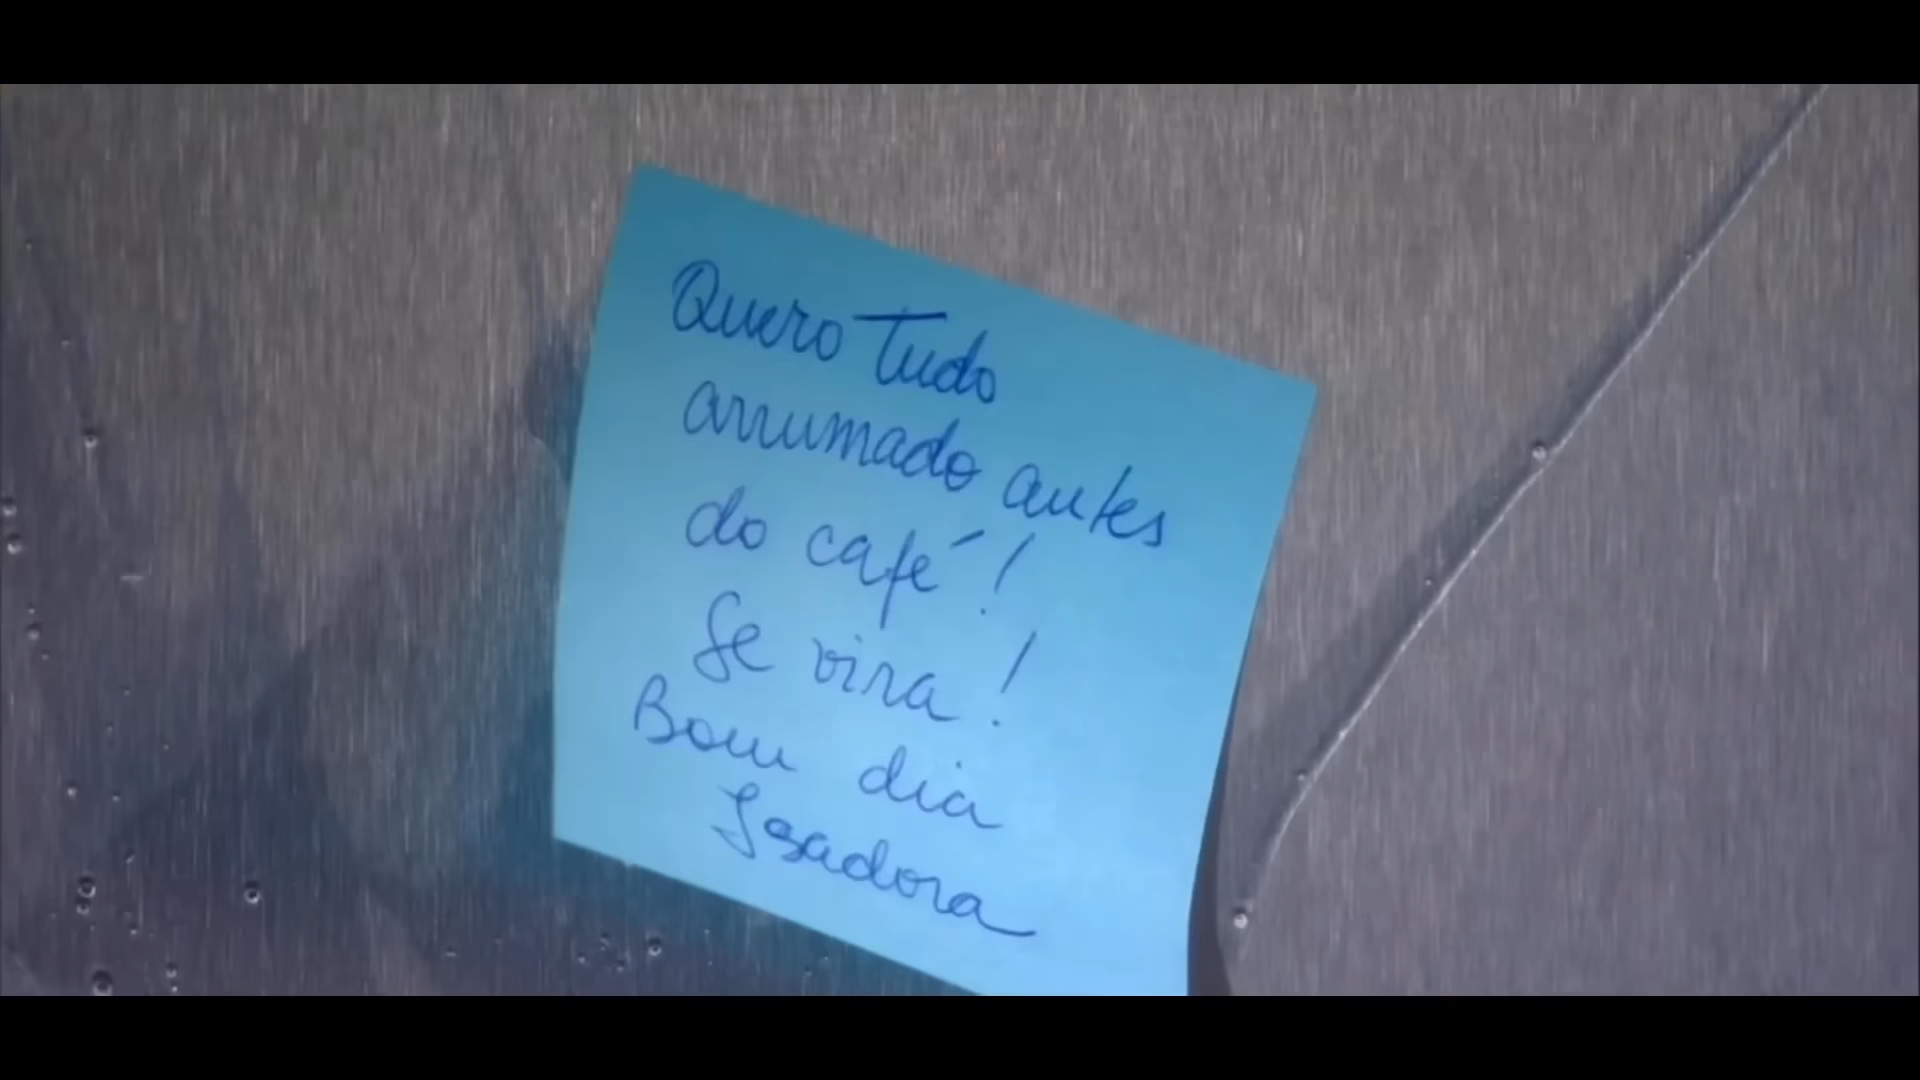 Quero Tudo
arrumado antes
do café!
Se vira!
Bom dia
Isadora